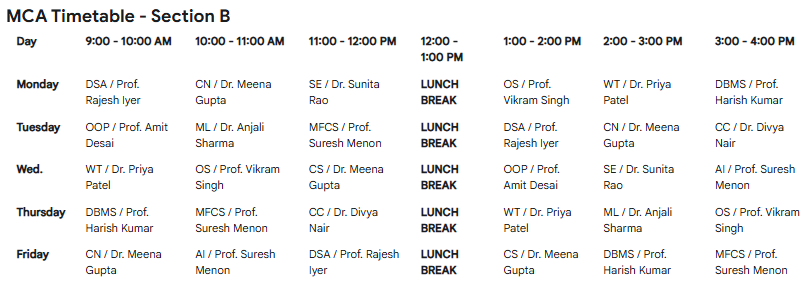 MCA Timetable - Section B
Day 9:00 - 10:00 AM 10:00 - 11:00 AM 11:00 - 12:00 PM 12:00 - 1:00 - 2:00 PM 2:00 - 3:00 PM 3:00 - 4:00 PM
1:00 PM
Monday DSA / Prof. CN / Dr. Meena SE / Dr. Sunita LUNCH OS / Prof. WT / Dr. Priya DBMS / Prof.
Rajesh Iyer Gupta Rao BREAK Vikram Singh Patel Harish Kumar
Tuesday OOP / Prof. Amit ML / Dr. Anjali MFCS / Prof. LUNCH DSA / Prof. CN / Dr. Meena CC / Dr. Divya
Desai Sharma Suresh Menon BREAK Rajesh Iyer Gupta Nair
Wed. WT / Dr. Priya OS / Prof. Vikram CS / Dr. Meena LUNCH OOP / Prof. SE / Dr. Sunita AI / Prof. Suresh
Patel Singh Gupta BREAK Amit Desai Rao Menon
Thursday DBMS / Prof. MFCS / Prof. CC / Dr. Divya LUNCH WT / Dr. Priya ML / Dr. Anjali OS / Prof. Vikram
Harish Kumar Suresh Menon Nair BREAK Patel Sharma Singh
Friday CN / Dr. Meena AI / Prof. Suresh DSA / Prof. Rajesh LUNCH CS / Dr. Meena DBMS / Prof. MFCS / Prof.
Gupta Menon Iyer BREAK Gupta Harish Kumar Suresh Menon